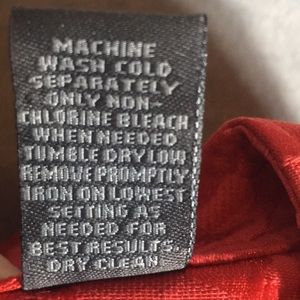 MACHINE
WASH COLD
SEPARATELY
ONLY NON-
CHLORINE BLEACH
WHEN NEEDED
TUMBLE DRY LOW
REMOVE PROMPTLY
IRON ON LOWEST
SETTING AS
NEEDED FOR
BEST RESULTS.
DRY CLEAN